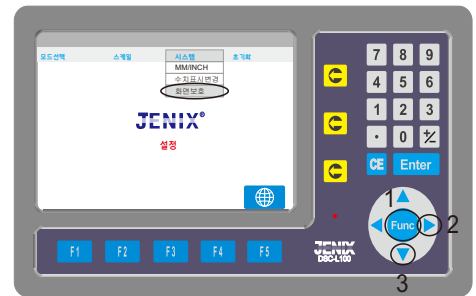 모드선택 스케일 시스템 초기화
MM/INCH
수치표시변경
화면보호
JENIX®
설정
F1 F2 F3 F4 F5
7 8 9
4 5 6
1 2 3
· 0 +/-
CE Enter
1
Func 2
3
JENIX
DSC-L100